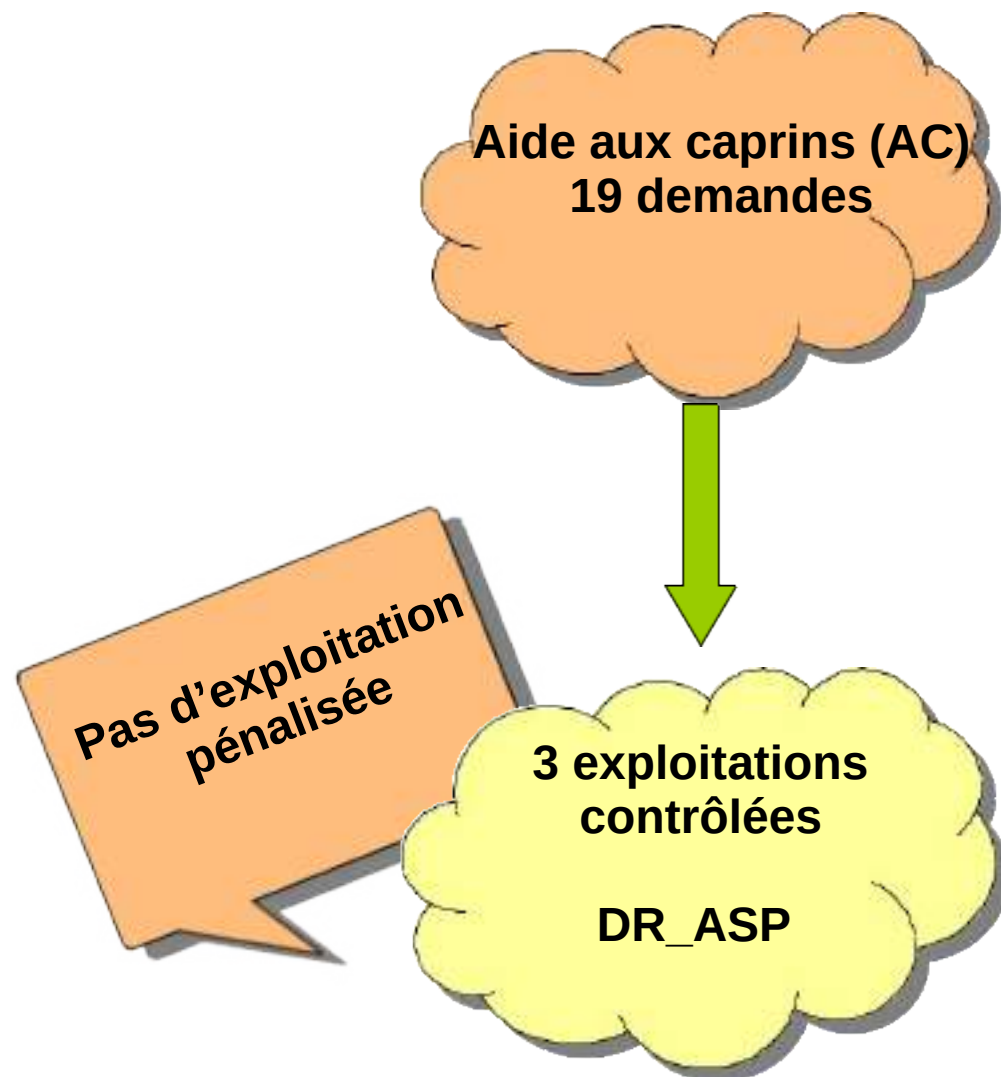 Aide aux caprins (AC)
19 demandes
Pas d’exploitation
pénalisée
3 exploitations
contrôlées
DR_ASP